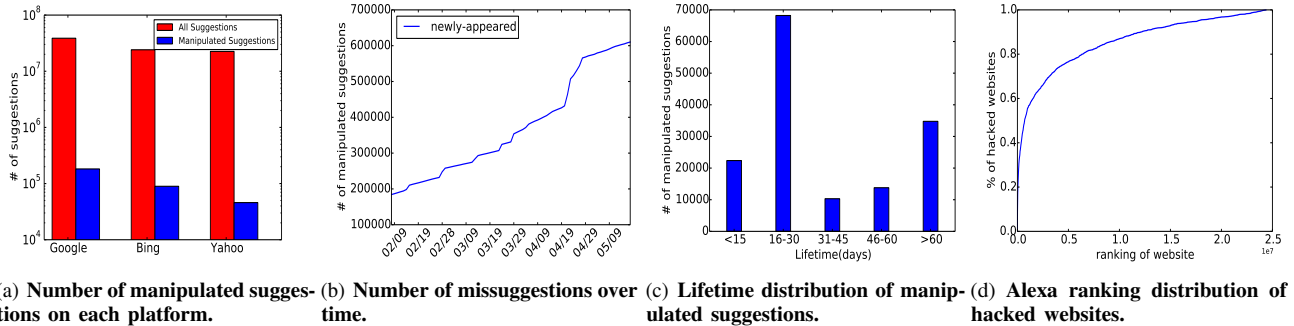 10^8
10^7
10^6
10^5
10^4
# of suggestions
All Suggestions
Manipulated Suggestions
Google Bing Yahoo
700000
600000
500000
400000
300000
200000
100000
# of manipulated suggestions
newly-appeared
02/09 02/19 02/28 03/09 03/19 03/29 04/09 04/19 04/29 05/09
70000
60000
50000
40000
30000
20000
10000
0
# of manipulated suggestions
<15 16-30 31-45 46-60 >60
Lifetime(days)
1.0
0.8
0.6
0.4
0.2
0.0
% of hacked websites
0.0 0.5 1.0 1.5 2.0 2.5
1e7
ranking of website
(a) Number of manipulated sugges-
tions on each platform.
(b) Number of missuggestions over
time.
(c) Lifetime distribution of manip-
ulated suggestions.
(d) Alexa ranking distribution of
hacked websites.